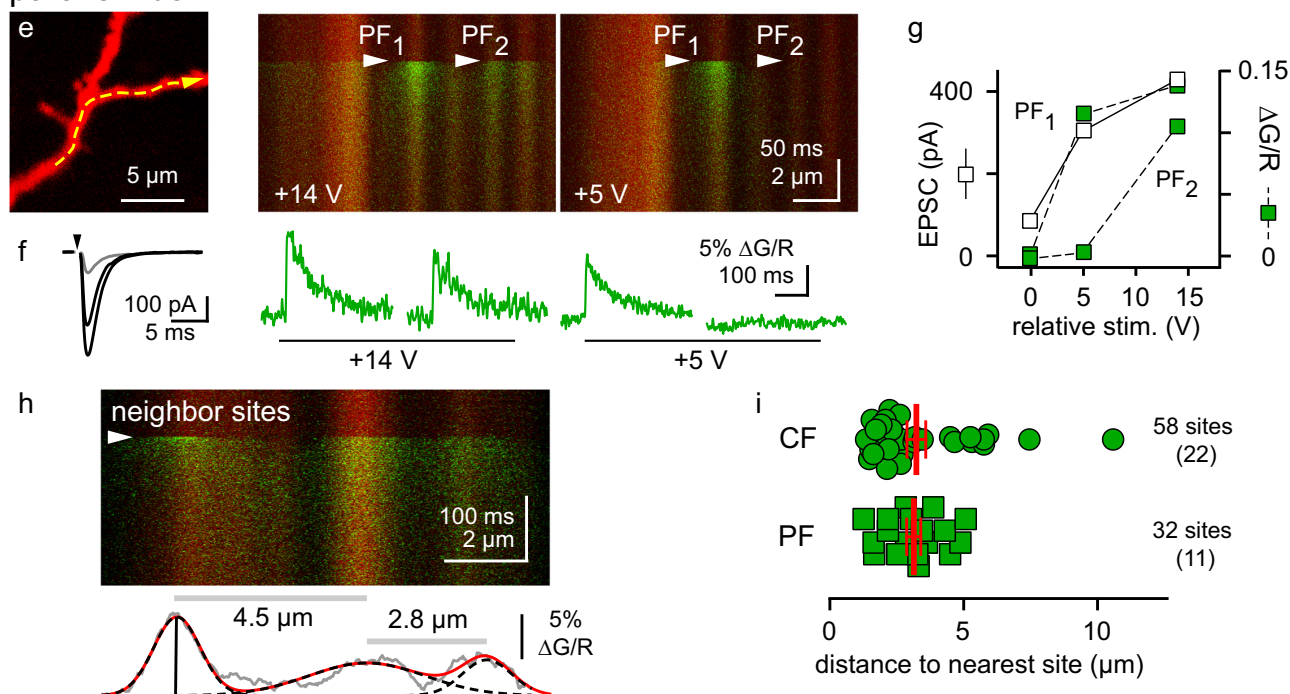 e
5 µm
PF1
PF2
+14 V
PF1
PF2
50 ms
2 µm
+5 V
g
400
0
EPSC (pA)
PF1
PF2
0.15
0
ΔG/R
0
5
10
15
relative stim. (V)
f
100 pA
5 ms
5% ΔG/R
100 ms
+14 V
+5 V
h
neighbor sites
100 ms
2 µm
4.5 µm
2.8 µm
5%
ΔG/R
i
CF
58 sites
(22)
PF
32 sites
(11)
0
5
10
distance to nearest site (µm)